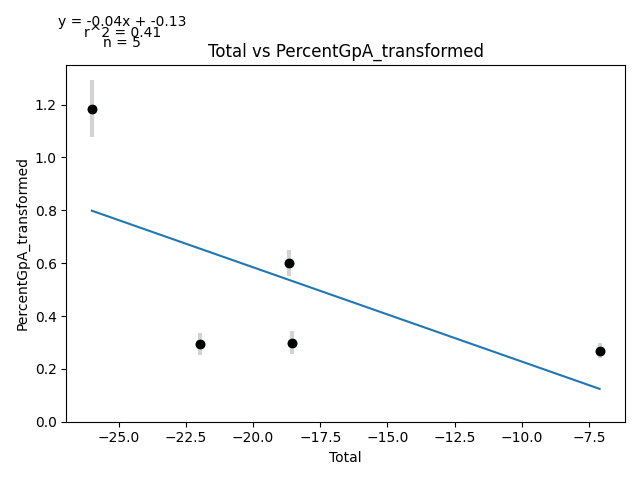 y = -0.04x + -0.13
r^2 = 0.41
n = 5
Total vs PercentGpA_transformed
PercentGpA_transformed
1.2
1.0
0.8
0.6
0.4
0.2
0.0
−25.0 −22.5 −20.0 −17.5 −15.0 −12.5 −10.0 −7.5
Total